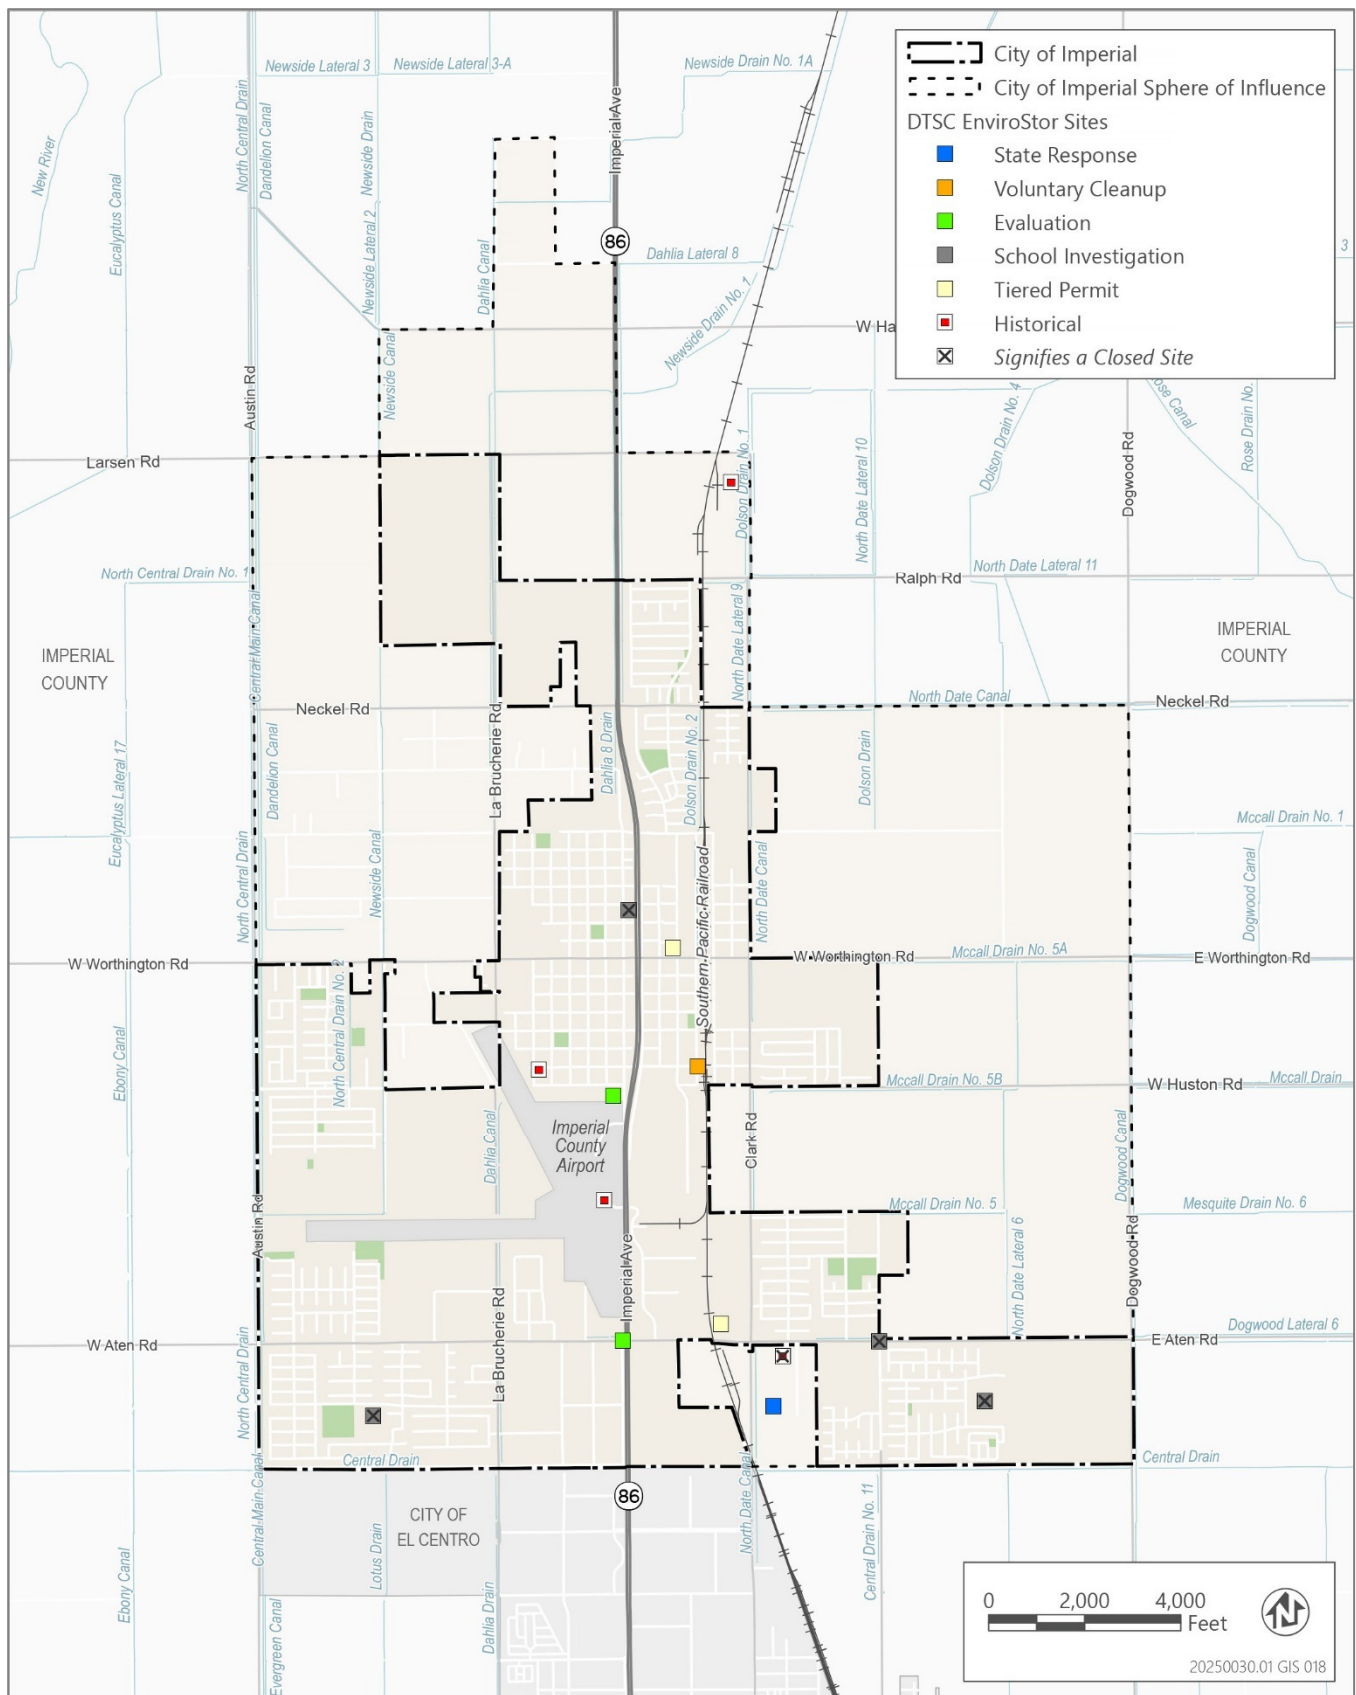 Newside Lateral 3
Newside Lateral 3-A
Newside Drain No. 1A
City of Imperial
City of Imperial Sphere of Influence
DTSC EnviroStor Sites
State Response
Voluntary Cleanup
Evaluation
School Investigation
Tiered Permit
Historical
Signifies a Closed Site
New River
Eucalyptus Canal
North Central Drain
Dandelion Canal
Newside Drain
Newside Lateral 2
Dahlia Canal
Imperial Ave
86
Dahlia Lateral 8
Newside Drain No. 1
3
W Ha
Newside Canal
Austin Rd
Larsen Rd
Dolson Drain No. 1
North Date Lateral 10
Dolson Drain No. 4
Dogwood Rd
ose Canal
Rose Drain No.
North Central Drain No. 1
North Date Lateral 11
Ralph Rd
Central Main Canal
North Date Lateral 9
IMPERIAL
COUNTY
IMPERIAL
COUNTY
North Date Canal
Neckel Rd
Neckel Rd
La Brucherie Rd
Dahlia 8 Drain
Dolson Drain No. 2
Dolson Drain
Dandelion Canal
Eucalyptus Lateral 17
Mccall Drain No. 1
Newside Canal
North Central Drain
Southern Pacific Railroad
North Date Canal
Dogwood Canal
W Worthington Rd
W Worthington Rd
Mccall Drain No. 5A
E Worthington Rd
North Central Drain No. 2
Ebony Canal
Mccall Drain No. 5B
W Huston Rd
Mccall Drain
Imperial
County
Airport
Dahlia Canal
Clark Rd
Dogwood Canal
Mccall Drain No. 5
Mesquite Drain No. 6
Austin Rd
Imperial Ave
North Date Lateral 6
Dogwood Rd
La Brucherie Rd
W Aten Rd
Dogwood Lateral 6
E Aten Rd
North Central Drain
Central Drain
Central Drain
Central Main Canal
86
CITY OF
EL CENTRO
North Date Canal
Central Drain No. 11
Lotus Drain
Ebony Canal
Dahlia Drain
Evergreen Canal
0 2,000 4,000
Feet
N
20250030.01 GIS 018